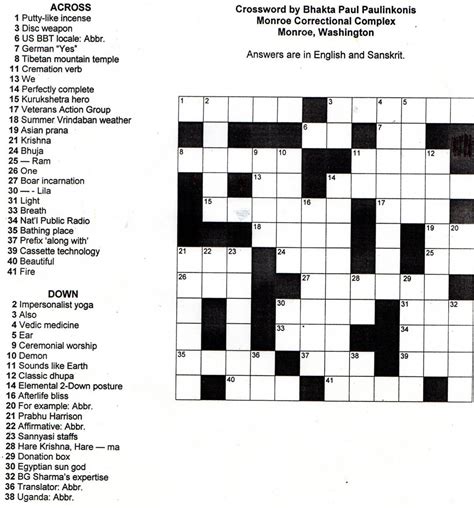 ACROSS
1 Putty-like incense
3 Disc weapon
6 US BBT locale: Abbr.
7 German "Yes"
8 Tibetan mountain temple
11 Cremation verb
13 We
14 Perfectly complete
15 Kurukshetra hero
17 Veterans Action Group
18 Summer Vrindaban weather
19 Asian prana
21 Krishna
24 Bhuja
25 — Ram
26 One
27 Boar incarnation
30 — - Lila
31 Light
33 Breath
34 Nat'l Public Radio
35 Bathing place
37 Prefix 'along with'
39 Cassette technology
40 Beautiful
41 Fire
DOWN
2 Impersonalist yoga
3 Also
4 Vedic medicine
5 Ear
9 Ceremonial worship
10 Demon
11 Sounds like Earth
12 Classic dhupa
14 Elemental 2-Down posture
16 Afterlife bliss
20 For example: Abbr.
21 Prabhu Harrison
22 Affirmative: Abbr.
23 Sannyasi staffs
28 Hare Krishna, Hare — ma
29 Donation box
30 Egyptian sun god
32 BG Sharma's expertise
36 Translator: Abbr.
38 Uganda: Abbr.
Crossword by Bhakta Paul Paulinkonis
Monroe Correctional Complex
Monroe, Washington
Answers are in English and Sanskrit.
1 2 3 4 5
6 7
8 9 10 11 12
13 14
15 16 17
18 19 20
21 22 23 24 25
26 27 28 29
30 31 32
33 34
35 36 37 38 39
40 41